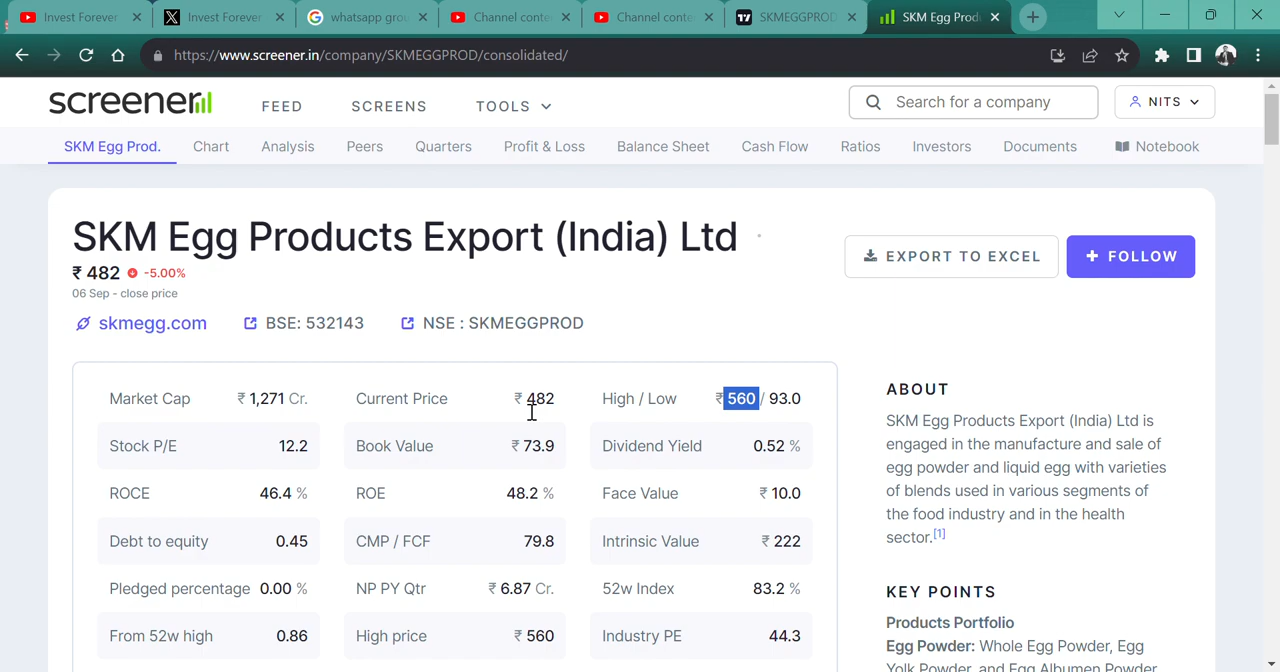 Invest Forever
Invest Forever
whatsapp grou
Channel conte
Channel conte
SKMEGGPROD
SKM Egg Produ
https://www.screener.in/company/SKMEGGPROD/consolidated/
screener
FEED
SCREENS
TOOLS
Search for a company
NITS
SKM Egg Prod.
Chart
Analysis
Peers
Quarters
Profit & Loss
Balance Sheet
Cash Flow
Ratios
Investors
Documents
Notebook
SKM Egg Products Export (India) Ltd
EXPORT TO EXCEL
+ FOLLOW
₹ 482 -5.00%
06 Sep - close price
skmegg.com
BSE: 532143
NSE : SKMEGGPROD
Market Cap ₹ 1,271 Cr.
Current Price ₹ 482
High / Low ₹ 560 / 93.0
Stock P/E 12.2
Book Value ₹ 73.9
Dividend Yield 0.52 %
ROCE 46.4 %
ROE 48.2 %
Face Value ₹ 10.0
Debt to equity 0.45
CMP / FCF 79.8
Intrinsic Value ₹ 222
Pledged percentage 0.00 %
NP PY Qtr ₹ 6.87 Cr.
52w Index 83.2 %
From 52w high 0.86
High price ₹ 560
Industry PE 44.3
ABOUT
SKM Egg Products Export (India) Ltd is
engaged in the manufacture and sale of
egg powder and liquid egg with varieties
of blends used in various segments of
the food industry and in the health
sector.[1]
KEY POINTS
Products Portfolio
Egg Powder: Whole Egg Powder, Egg
Yolk Powder, and Egg Albumen Powder